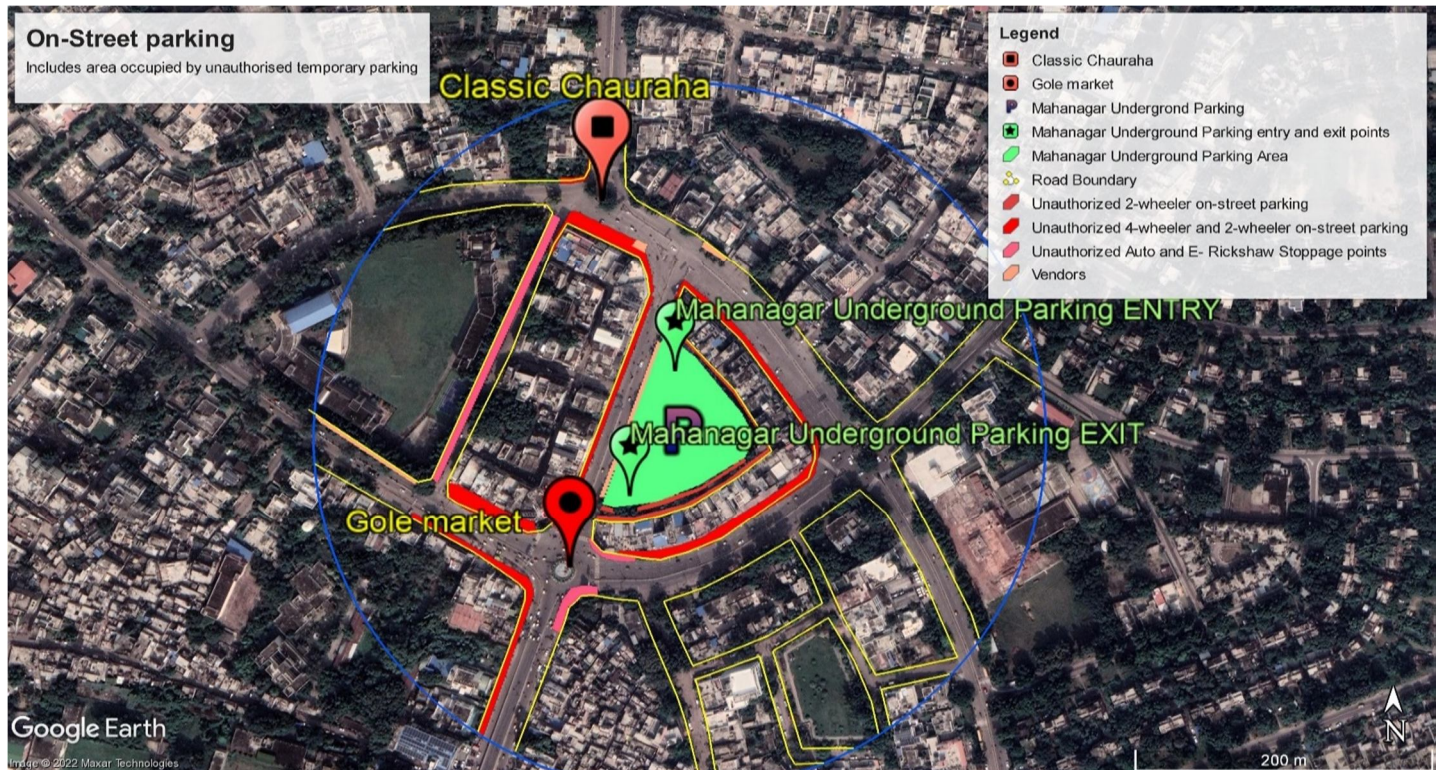 On-Street parking
Includes area occupied by unauthorised temporary parking
Legend
Classic Chauraha
Gole market
P Mahanagar Undergrond Parking
Mahanagar Underground Parking entry and exit points
Mahanagar Underground Parking Area
Road Boundary
Unauthorized 2-wheeler on-street parking
Unauthorized 4-wheeler and 2-wheeler on-street parking
Unauthorized Auto and E- Rickshaw Stoppage points
Vendors
Classic Chauraha
Mahanagar Underground Parking ENTRY
P
Mahanagar Underground Parking EXIT
Gole market
Google Earth
Image © 2022 Maxar Technologies
N
200 m